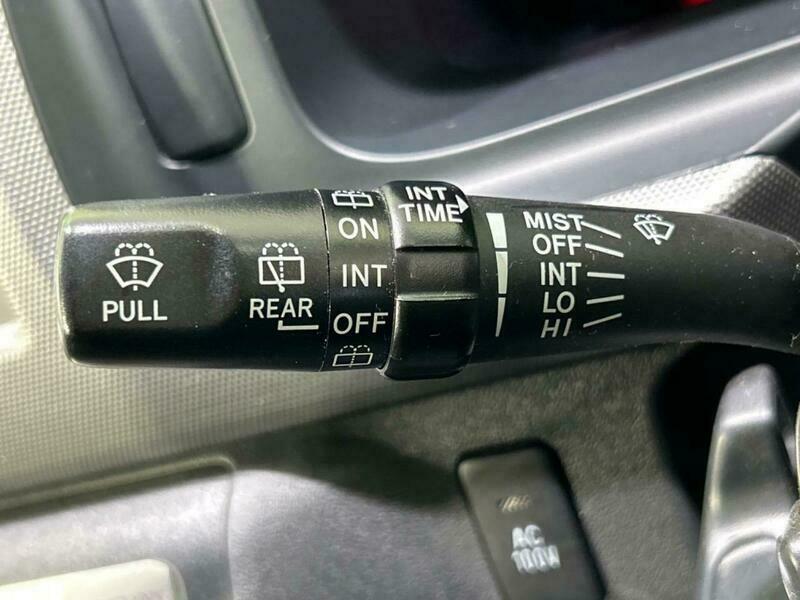 PULL
REAR
ON
INT
OFF
INT
TIME
MIST
OFF
INT
LO
HI
AC
100V